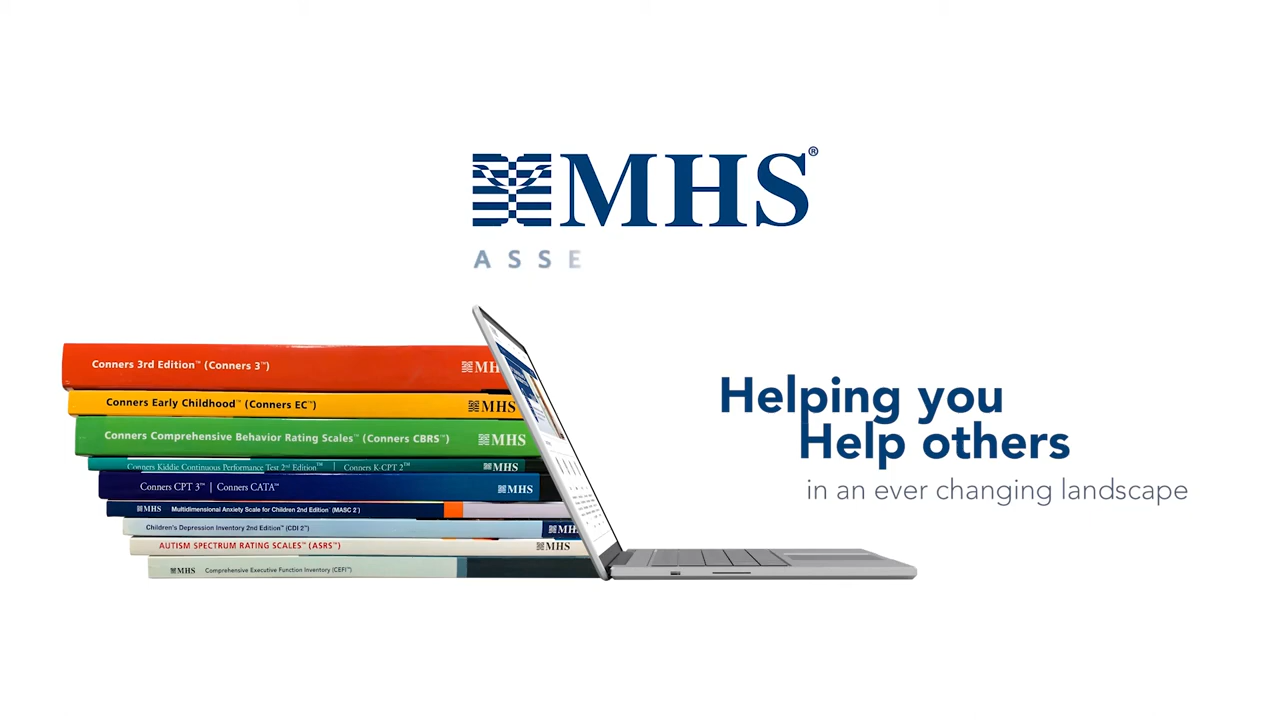 MHS®
ASSE
Conners 3rd Edition™ (Conners 3™) MH
Conners Early Childhood™ (Conners EC™) MHS
Conners Comprehensive Behavior Rating Scales™ (Conners CBRS™) MHS
Conners Kiddie Continuous Performance Test 2nd Edition™ | Conners K-CPT 2™ MHS
Conners CPT 3™ | Conners CATA™ MHS
MHS Multidimensional Anxiety Scale for Children 2nd Edition™ (MASC 2™)
Children's Depression Inventory 2nd Edition™ (CDI 2™) MH
AUTISM SPECTRUM RATING SCALES™ (ASRS™) MHS
MHS Comprehensive Executive Function Inventory (CEFI™)
Helping you
Help others
in an ever changing landscape